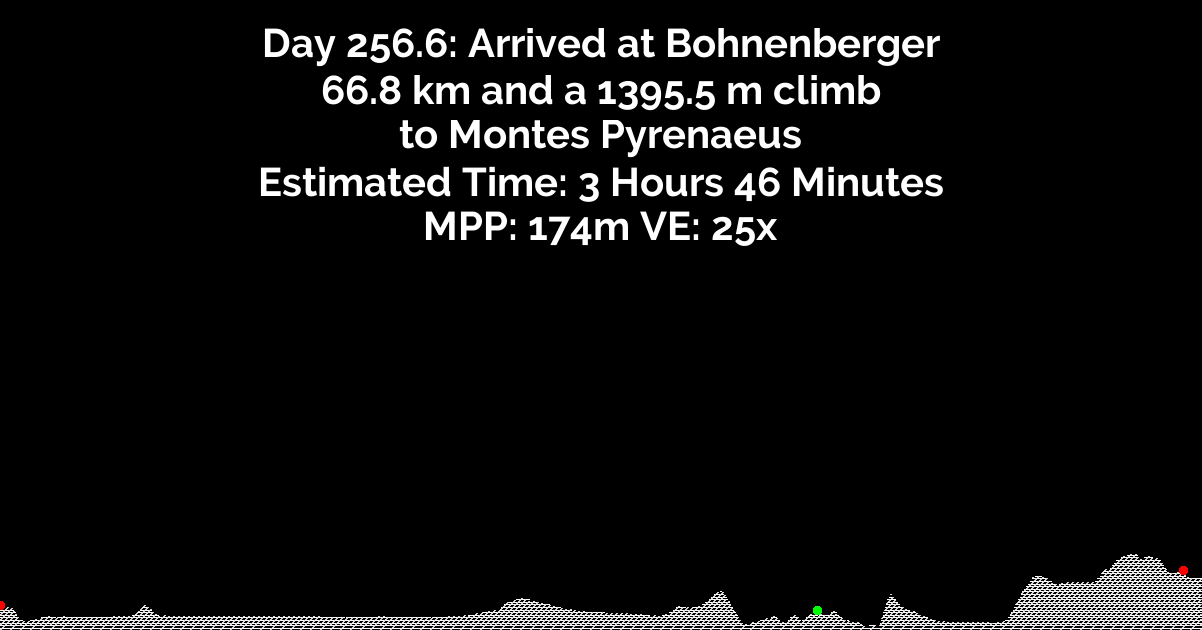 Day 256.6: Arrived at Bohnenberger
66.8 km and a 1395.5 m climb
to Montes Pyrenaeus
Estimated Time: 3 Hours 46 Minutes
MPP: 174m VE: 25x